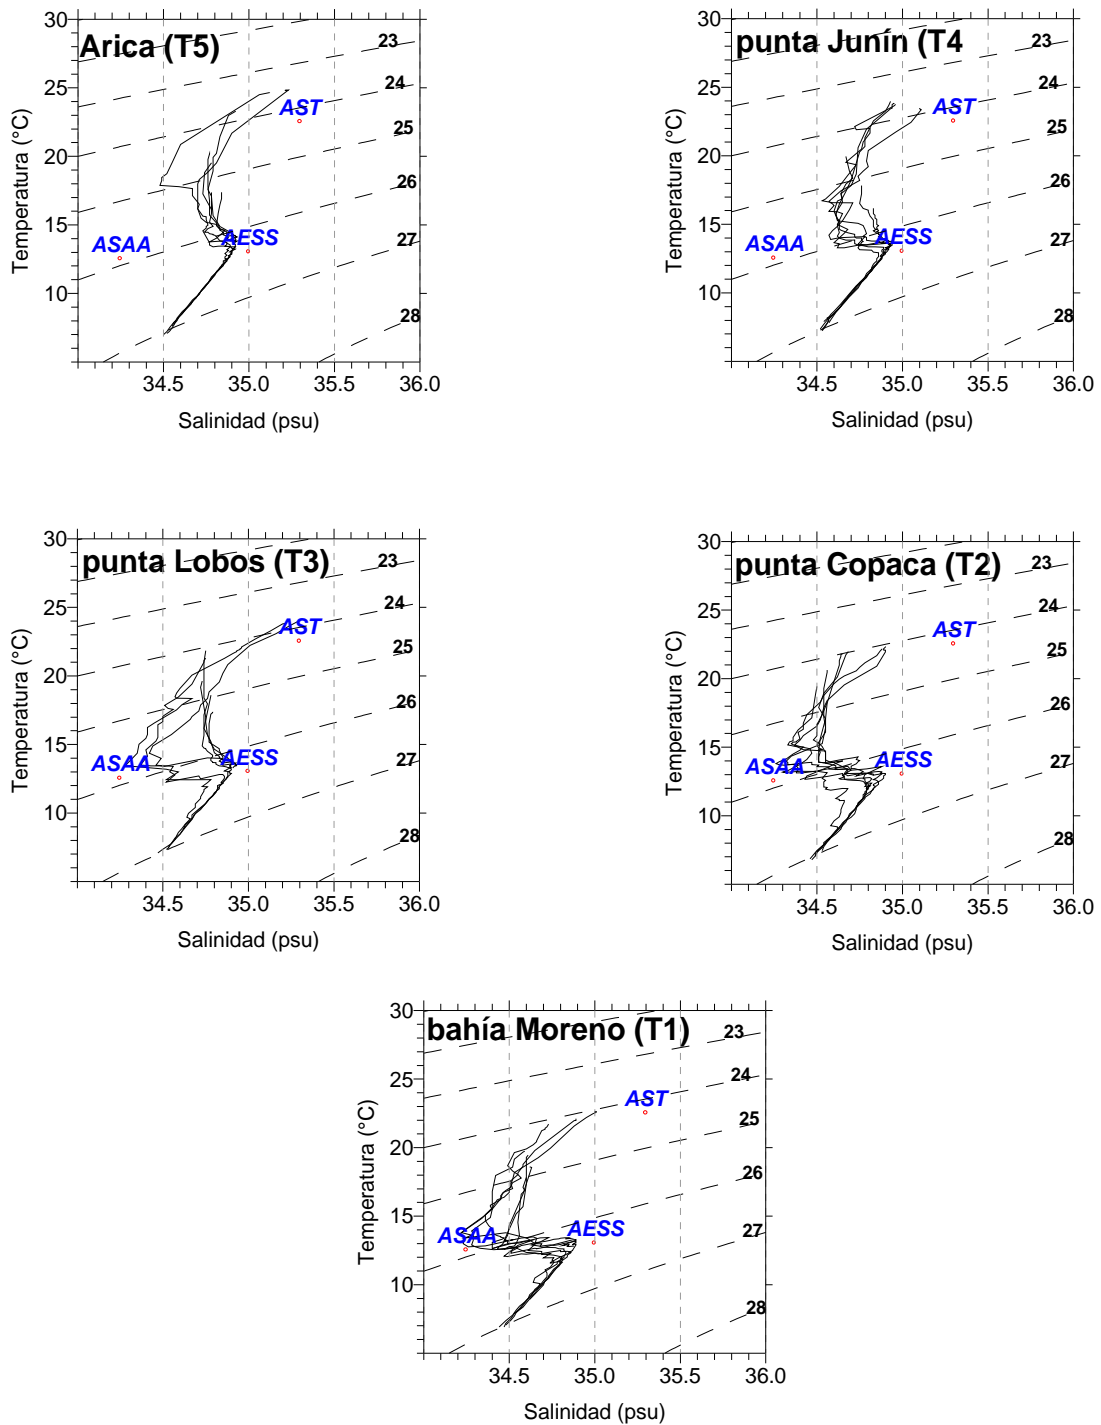 Arica (T5)
30
25
20
15
10
Temperatura (°C)
23
24
25
26
27
28
AST
ASAA
AESS
34.5
35.0
35.5
36.0
Salinidad (psu)
punta Junín (T4
30
25
20
15
10
Temperatura (°C)
23
24
25
26
27
28
AST
ASAA
AESS
34.5
35.0
35.5
36.0
Salinidad (psu)
punta Lobos (T3)
30
25
20
15
10
Temperatura (°C)
23
24
25
26
27
28
AST
ASAA
AESS
34.5
35.0
35.5
36.0
Salinidad (psu)
punta Copaca (T2)
30
25
20
15
10
Temperatura (°C)
23
24
25
26
27
28
AST
ASAA
AESS
34.5
35.0
35.5
36.0
Salinidad (psu)
bahía Moreno (T1)
30
25
20
15
10
Temperatura (°C)
23
24
25
26
27
28
AST
ASAA
AESS
34.5
35.0
35.5
36.0
Salinidad (psu)